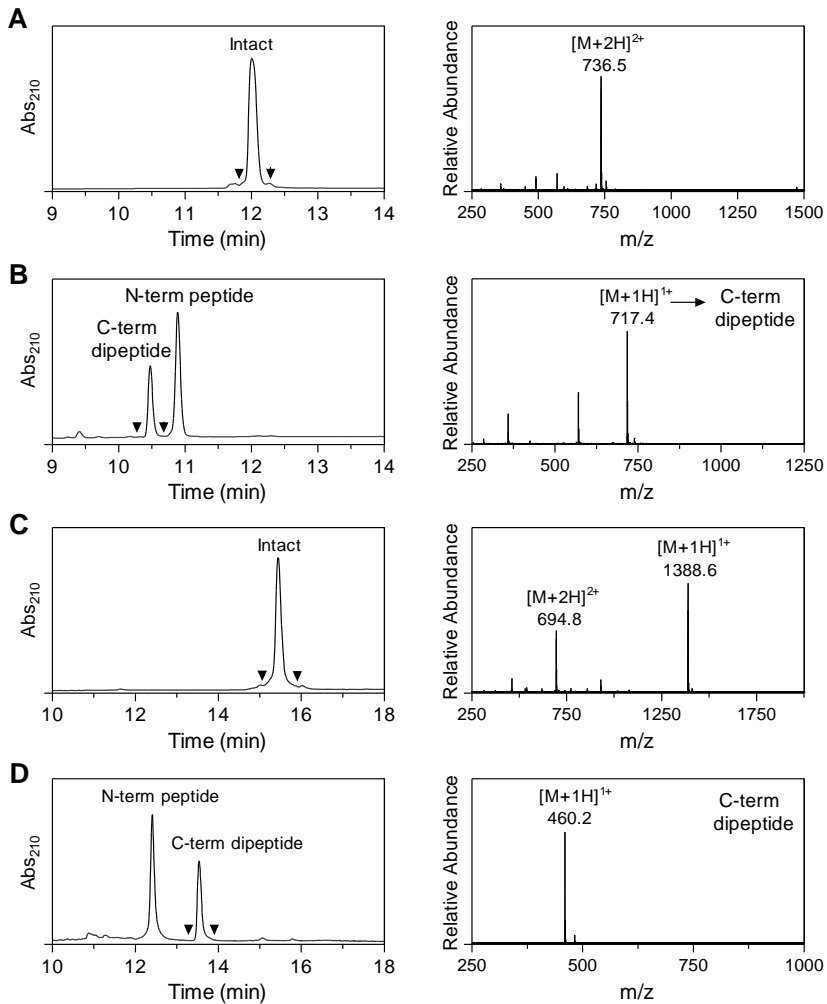 A
Intact
Abs210
9 10 11 12 13 14
Time (min)
[M+2H]2+
736.5
Relative Abundance
250 500 750 1000 1250 1500
m/z
B
N-term peptide
C-term
dipeptide
Abs210
9 10 11 12 13 14
Time (min)
[M+1H]1+
717.4
C-term
dipeptide
Relative Abundance
250 500 750 1000 1250
m/z
C
Intact
Abs210
10 12 14 16 18
Time (min)
[M+1H]1+
1388.6
[M+2H]2+
694.8
Relative Abundance
250 750 1250 1750
m/z
D
N-term peptide
C-term dipeptide
Abs210
10 12 14 16 18
Time (min)
[M+1H]1+
460.2
C-term
dipeptide
Relative Abundance
250 500 750 1000
m/z